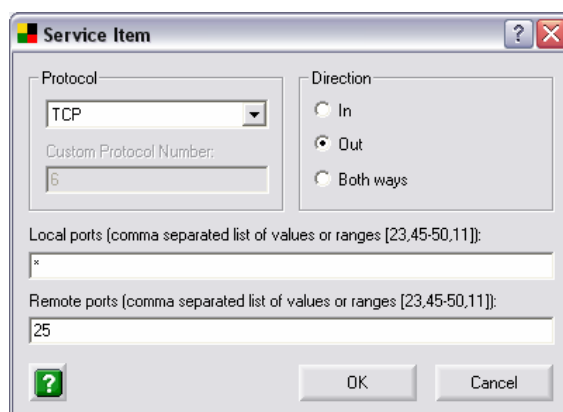 Service Item
?
Protocol
TCP
Custom Protocol Number:
6
Direction
In
Out
Both ways
Local ports (comma separated list of values or ranges [23,45-50,11]):
*
Remote ports (comma separated list of values or ranges [23,45-50,11]):
25
?
OK
Cancel